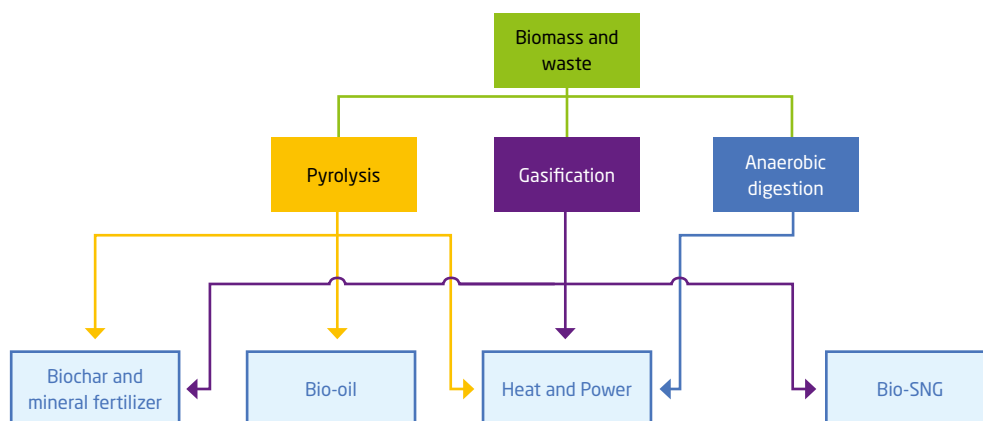 Biomass and
waste
Pyrolysis
Gasification
Anaerobic
digestion
Biochar and
mineral fertilizer
Bio-oil
Heat and Power
Bio-SNG